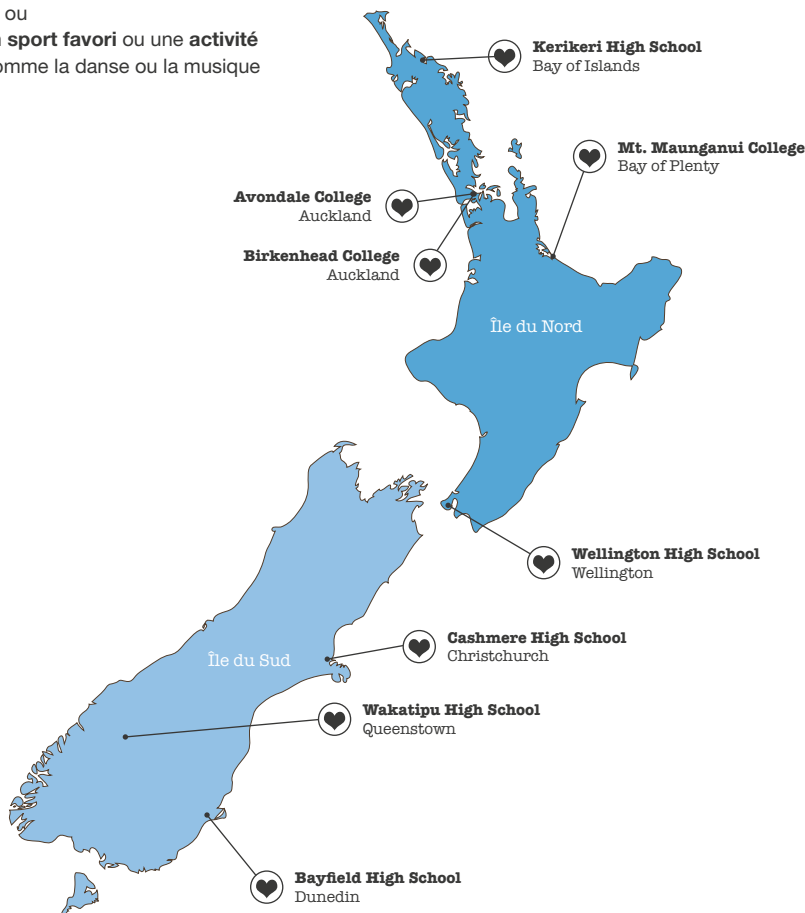 ou
sport favori ou une activité
omme la danse ou la musique
Kerikeri High School
Bay of Islands
Mt. Maunganui College
Bay of Plenty
Avondale College
Auckland
Birkenhead College
Auckland
Île du Nord
Wellington High School
Wellington
Cashmere High School
Christchurch
Île du Sud
Wakatipu High School
Queenstown
Bayfield High School
Dunedin